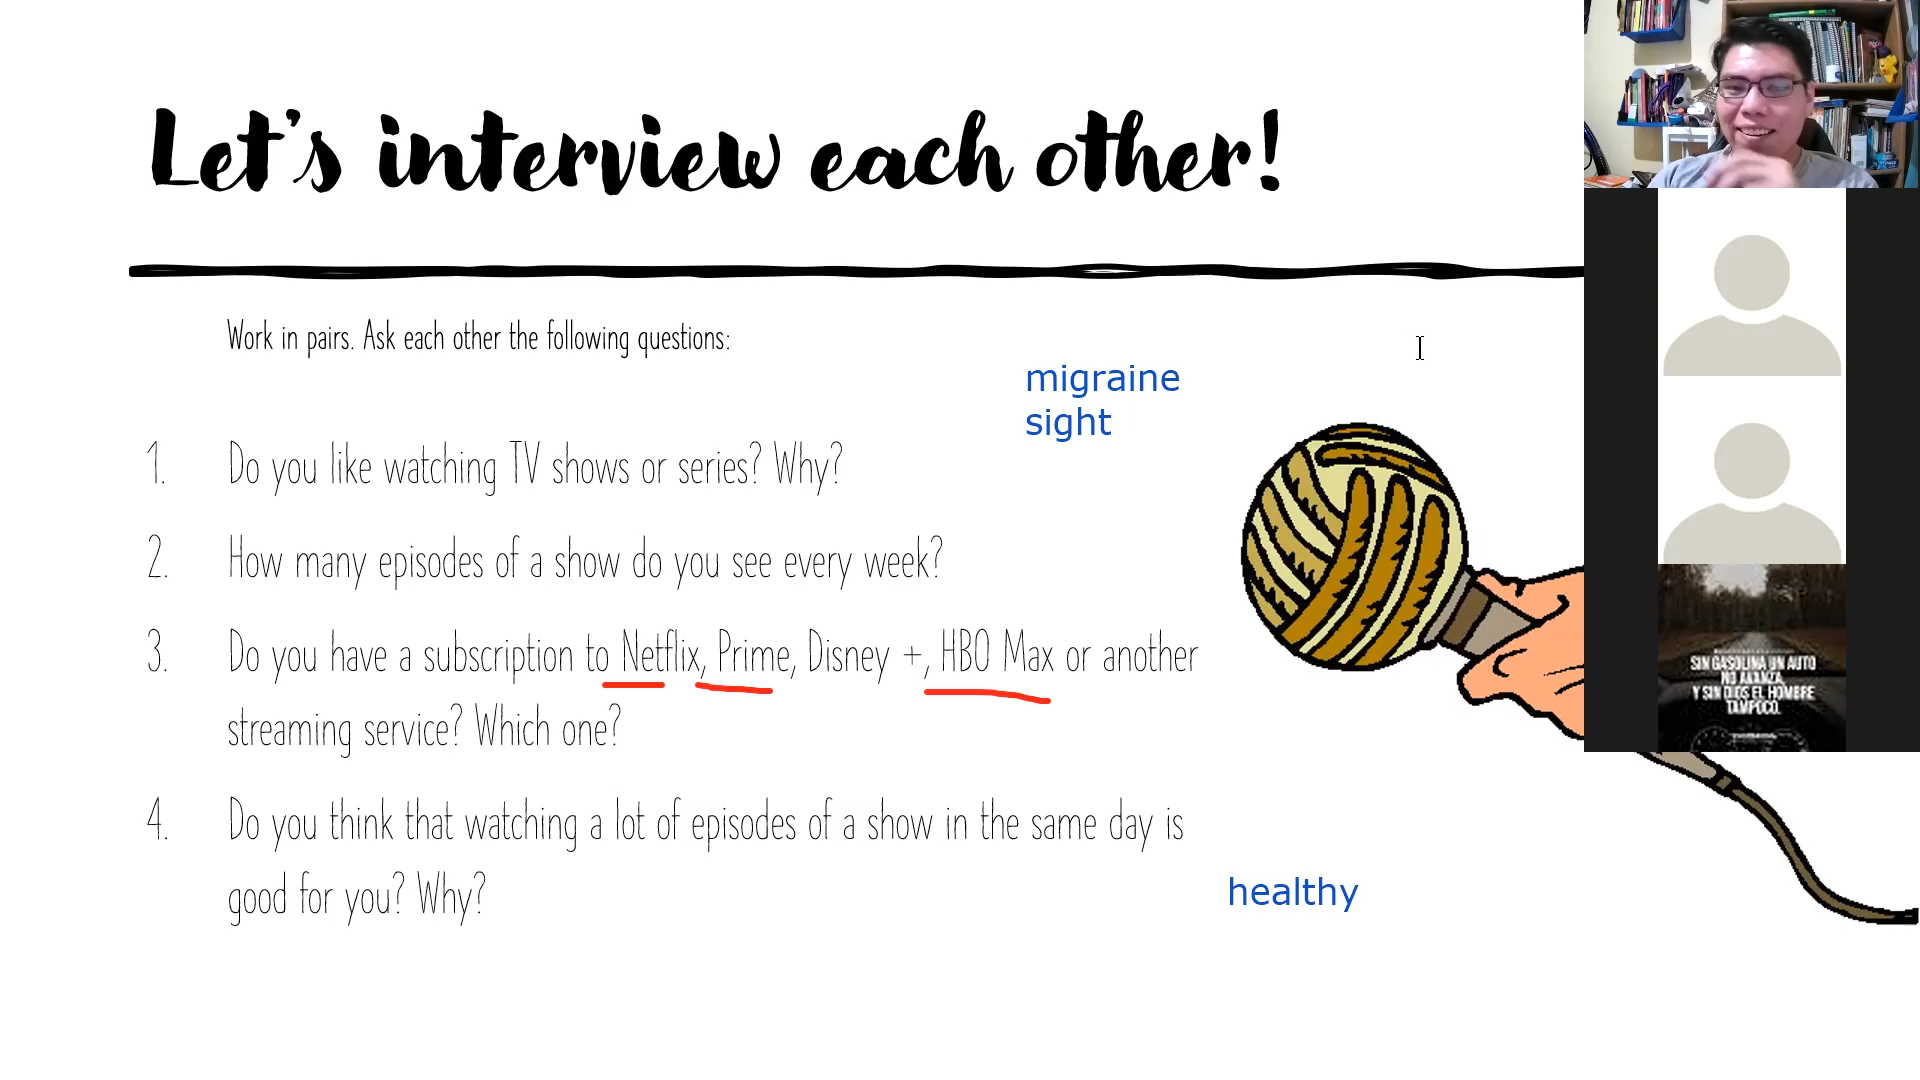 Let's interview each other!
Work in pairs. Ask each other the following questions:
migraine
sight
1. Do you like watching TV shows or series? Why?
2. How many episodes of a show do you see every week?
3. Do you have a subscription to Netflix, Prime, Disney +, HBO Max or another
streaming service? Which one?
4. Do you think that watching a lot of episodes of a show in the same day is
good for you? Why?
healthy
SIN GASOLINA UN AUTO
NO AVANZA,
Y SIN DIOS EL HOMBRE
TAMPOCO.